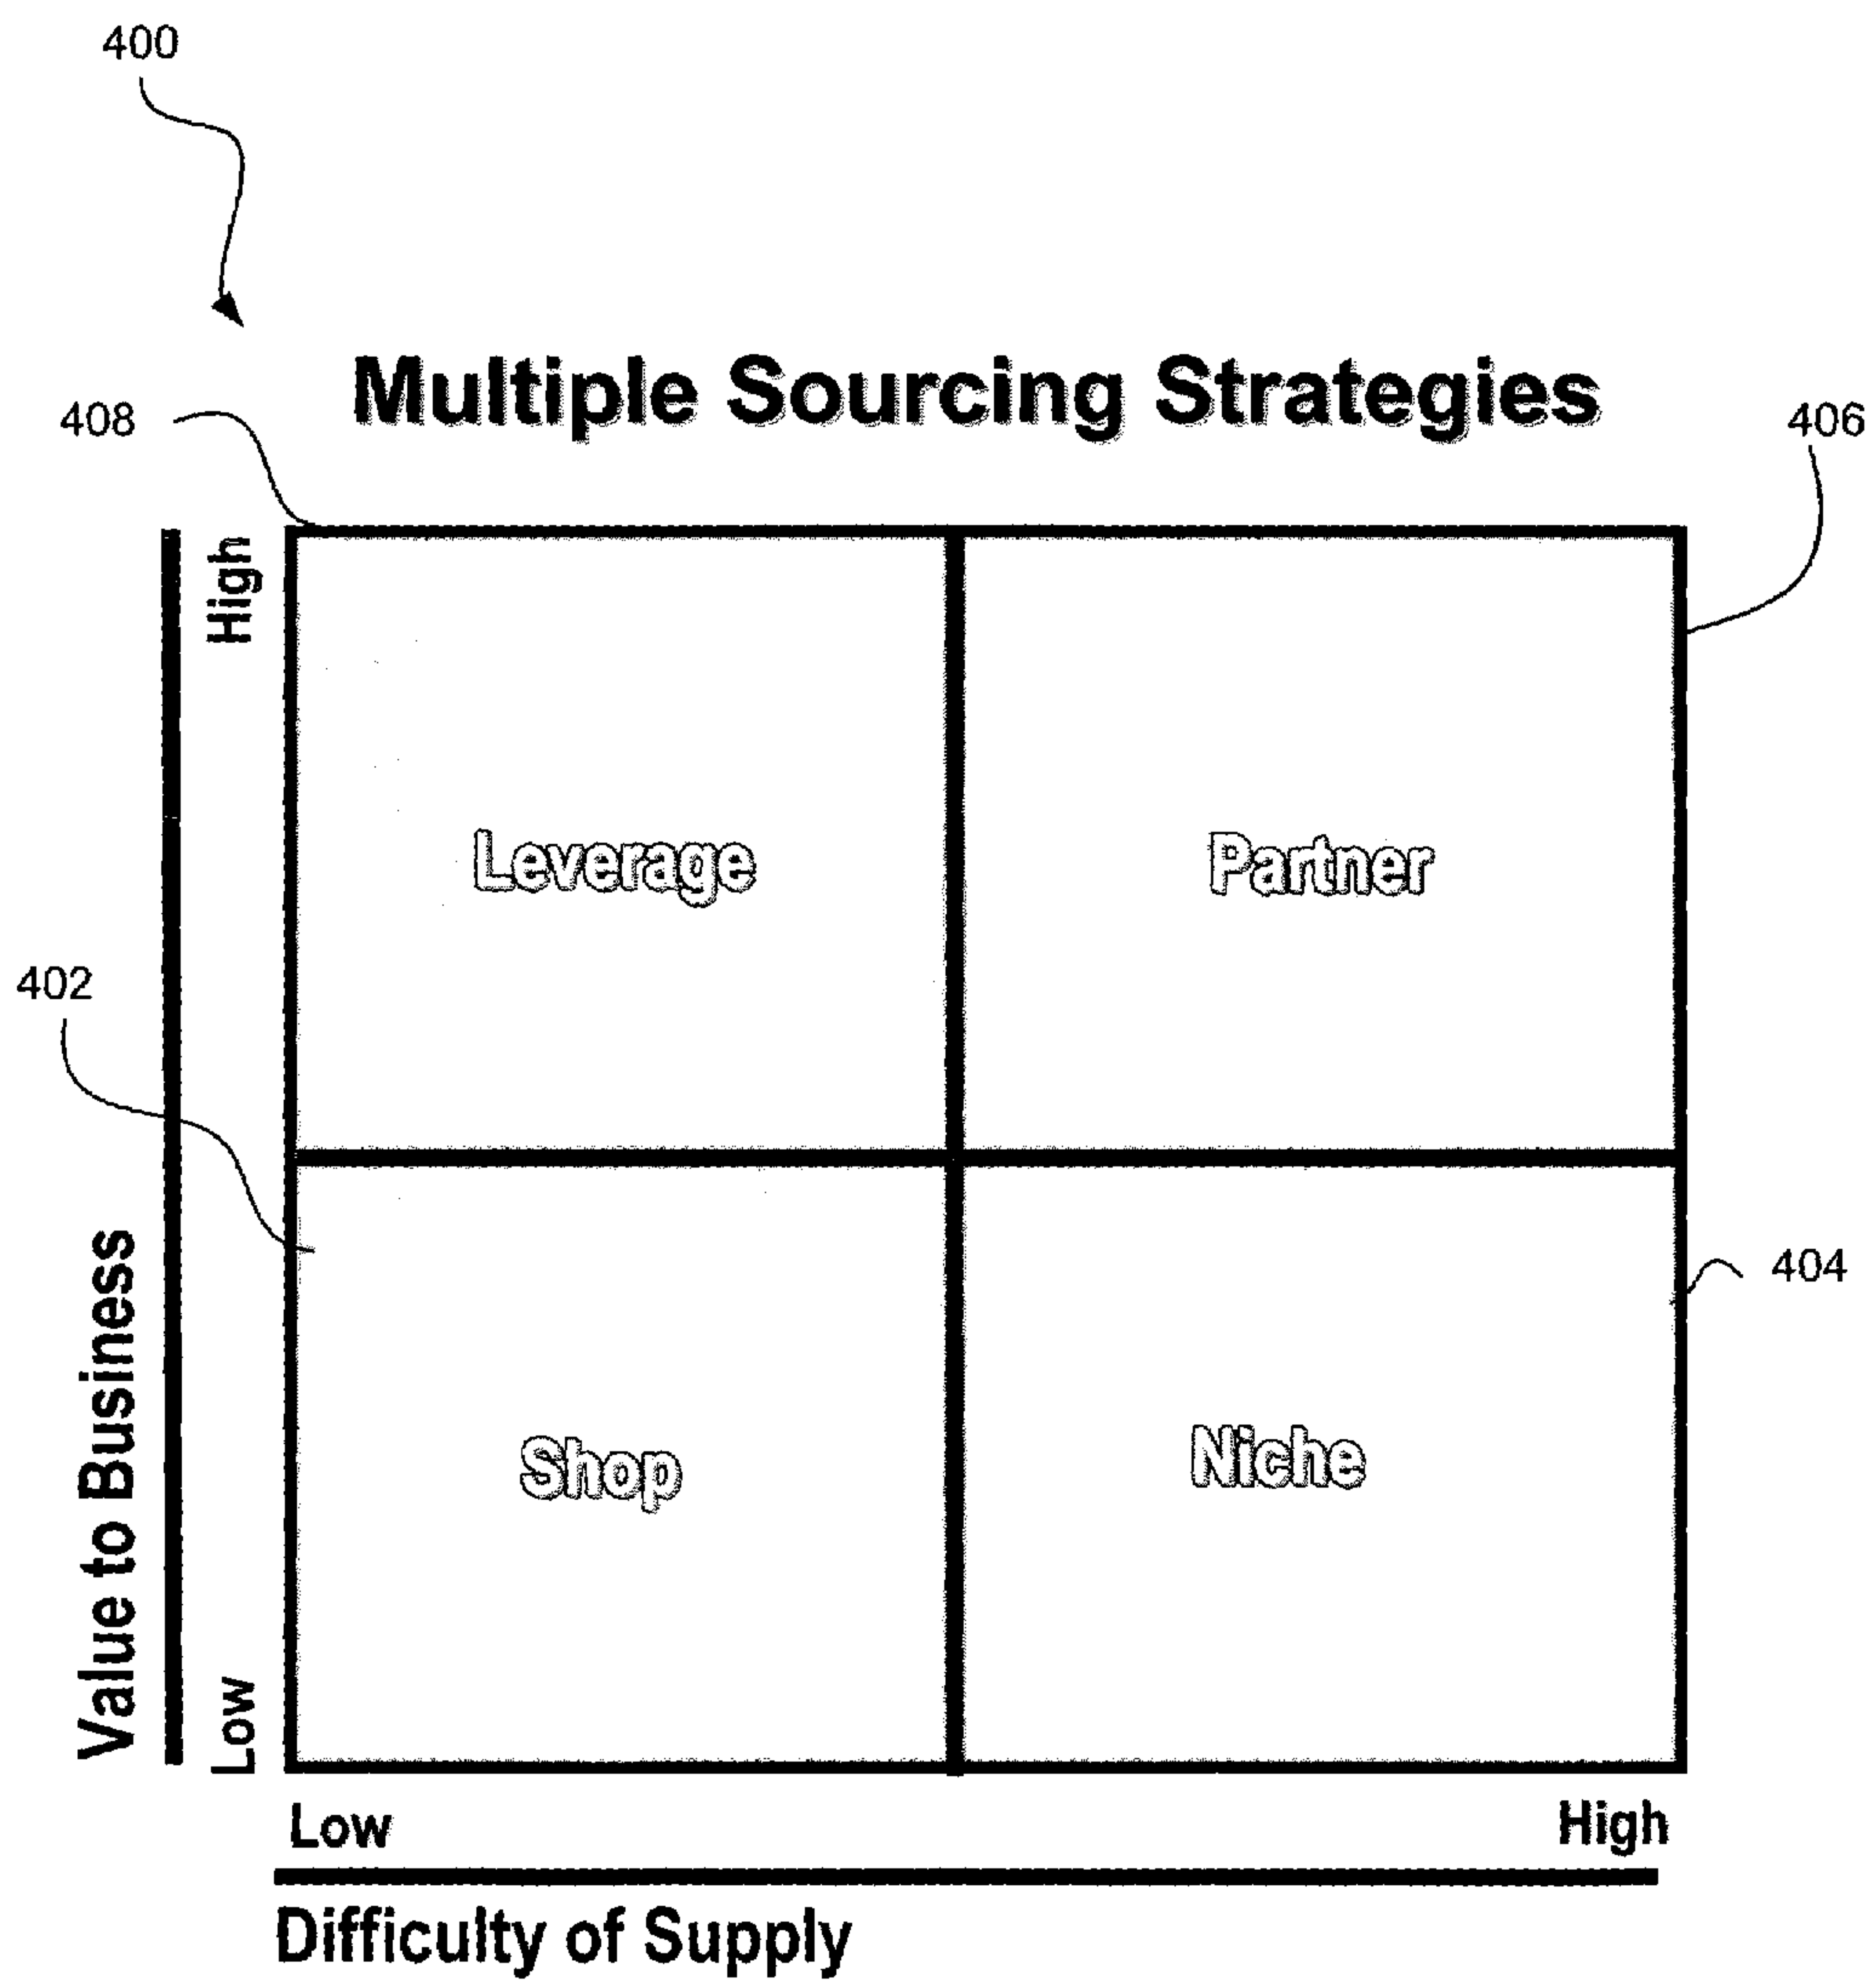 400
Multiple Sourcing Strategies
408
406
High
Leverage
Partner
402
404
Value to Business
Shop
Niche
Low
Low
High
Difficulty of Supply